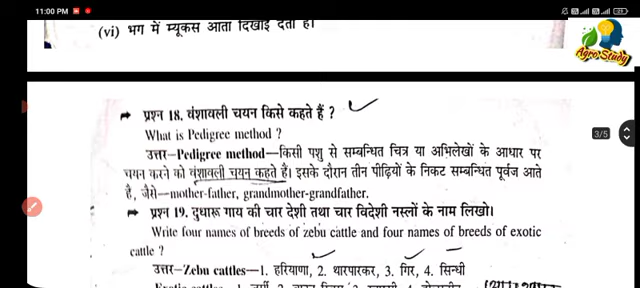 11:00 PM
(vi) भग में म्यूकस आता दिखाई देता है।
Agro Study
3/5
प्रश्न 18. वंशावली चयन किसे कहते हैं ?
What is Pedigree method ?
उत्तर-Pedigree method—किसी पशु से सम्बन्धित चित्र या अभिलेखों के आधार पर
चयन करने को वंशावली चयन कहते हैं। इसके दौरान तीन पीढ़ियों के निकट सम्बन्धित पूर्वज आते
है, जैसे—mother-father, grandmother-grandfather.
प्रश्न 19. दुधारू गाय की चार देशी तथा चार विदेशी नस्लों के नाम लिखो।
Write four names of breeds of zebu cattle and four names of breeds of exotic
cattle ?
उत्तर-Zebu cattles-1. हरियाणा, 2. थारपारकर, 3. गिर, 4. सिन्धी